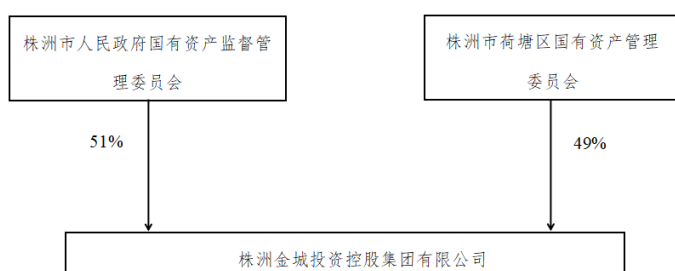 株洲市人民政府国有资产监督管
理委员会
株洲市荷塘区国有资产管理
委员会
51%
49%
株洲金城投资控股集团有限公司